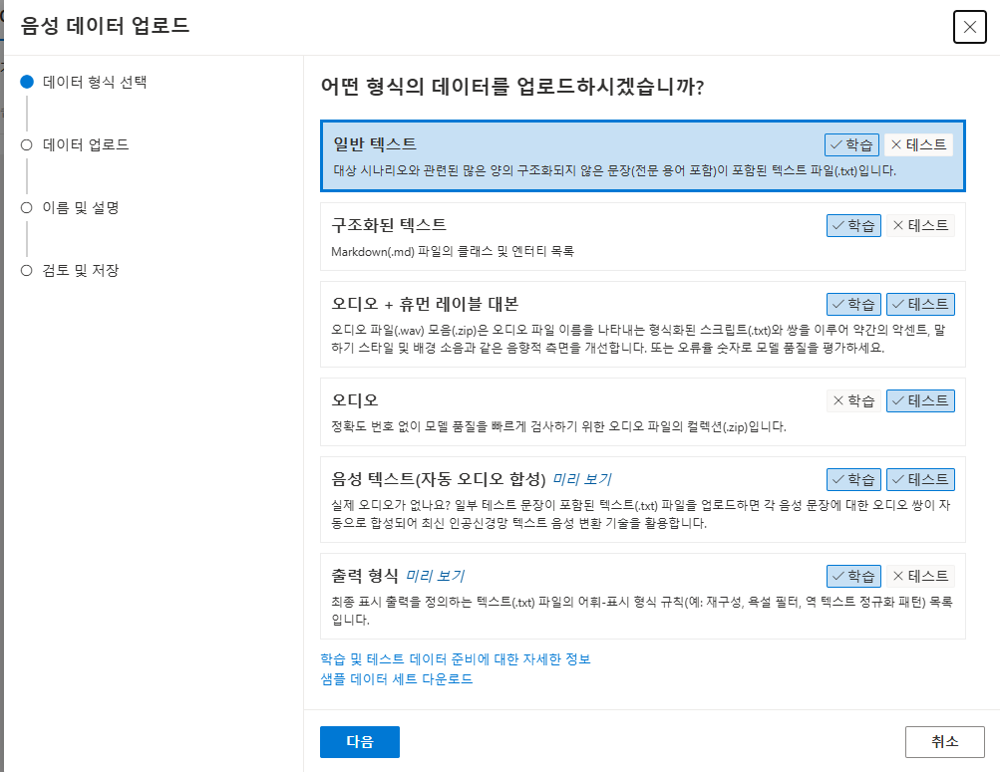 음성 데이터 업로드
데이터 형식 선택
데이터 업로드
이름 및 설명
검토 및 저장
어떤 형식의 데이터를 업로드하시겠습니까?
일반 텍스트
학습
테스트
대상 시나리오와 관련된 많은 양의 구조화되지 않은 문장(전문 용어 포함)이 포함된 텍스트 파일(.txt)입니다.
구조화된 텍스트
학습
테스트
Markdown(.md) 파일의 클래스 및 엔터티 목록
오디오 + 휴먼 레이블 대본
학습
테스트
오디오 파일(.wav) 모음(.zip)은 오디오 파일 이름을 나타내는 형식화된 스크립트(.txt)와 쌍을 이루어 약간의 악센트, 말
하기 스타일 및 배경 소음과 같은 음향적 측면을 개선합니다. 또는 오류율 숫자로 모델 품질을 평가하세요.
오디오
학습
테스트
정확도 번호 없이 모델 품질을 빠르게 검사하기 위한 오디오 파일의 컬렉션(.zip)입니다.
음성 텍스트(자동 오디오 합성) 미리 보기
학습
테스트
실제 오디오가 없나요? 일부 테스트 문장이 포함된 텍스트(.txt) 파일을 업로드하면 각 음성 문장에 대한 오디오 쌍이 자
동으로 합성되어 최신 인공신경망 텍스트 음성 변환 기술을 활용합니다.
출력 형식 미리 보기
학습
테스트
최종 표시 출력을 정의하는 텍스트(.txt) 파일의 어휘-표시 형식 규칙(예: 재구성, 욕설 필터, 역 텍스트 정규화 패턴) 목록
입니다.
학습 및 테스트 데이터 준비에 대한 자세한 정보
샘플 데이터 세트 다운로드
다음
취소